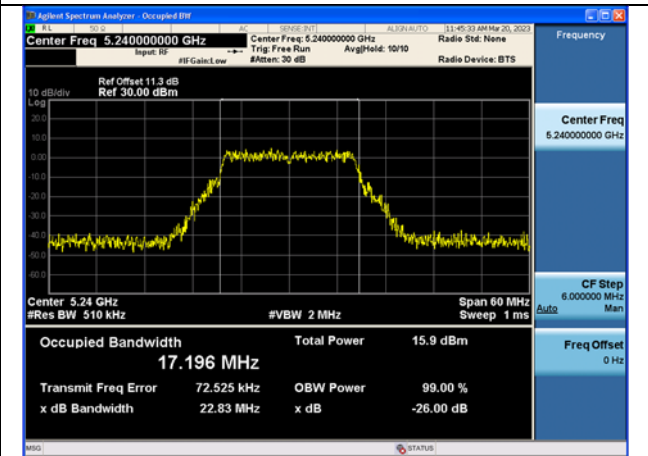 Agilent Spectrum Analyzer - Occupied BW
RL 50 Ω AC SENSE:INT ALIGN AUTO 11:45:33 AM Mar 20, 2023
Center Freq 5.240000000 GHz
Center Freq: 5.240000000 GHz Radio Std: None
Input: RF Trig: Free Run Avg|Hold: 10/10
#IFGain:Low #Atten: 30 dB Radio Device: BTS
Ref Offset 11.3 dB
10 dB/div Ref 30.00 dBm
Log
20.0
10.0
0.00
-10.0
-20.0
-30.0
-40.0
-50.0
-60.0
Center 5.24 GHz Span 60 MHz
#Res BW 510 kHz #VBW 2 MHz Sweep 1 ms
Occupied Bandwidth Total Power 15.9 dBm
17.196 MHz
Transmit Freq Error 72.525 kHz OBW Power 99.00 %
x dB Bandwidth 22.83 MHz x dB -26.00 dB
MSG STATUS
Frequency
Center Freq
5.240000000 GHz
CF Step
6.000000 MHz
Auto Man
Freq Offset
0 Hz